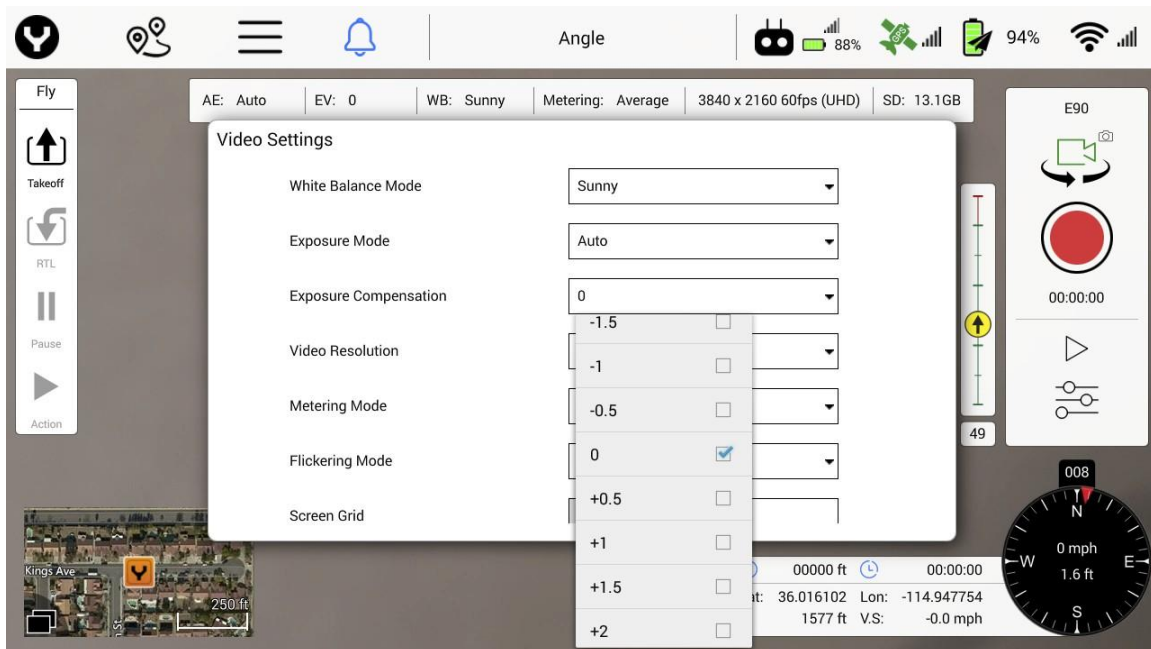 Angle
88%
GPS
94%
Fly
Takeoff
RTL
Pause
Action
AE: Auto
EV: 0
WB: Sunny
Metering: Average
3840 x 2160 60fps (UHD)
SD: 13.1GB
Video Settings
White Balance Mode
Sunny
Exposure Mode
Auto
Exposure Compensation
0
-1.5
-1
-0.5
0
+0.5
+1
+1.5
+2
Video Resolution
Metering Mode
Flickering Mode
Screen Grid
49
E90
00:00:00
008
N
W
E
S
0 mph
1.6 ft
Kings Ave
250 ft
00000 ft
00:00:00
at: 36.016102 Lon: -114.947754
1577 ft V.S: -0.0 mph